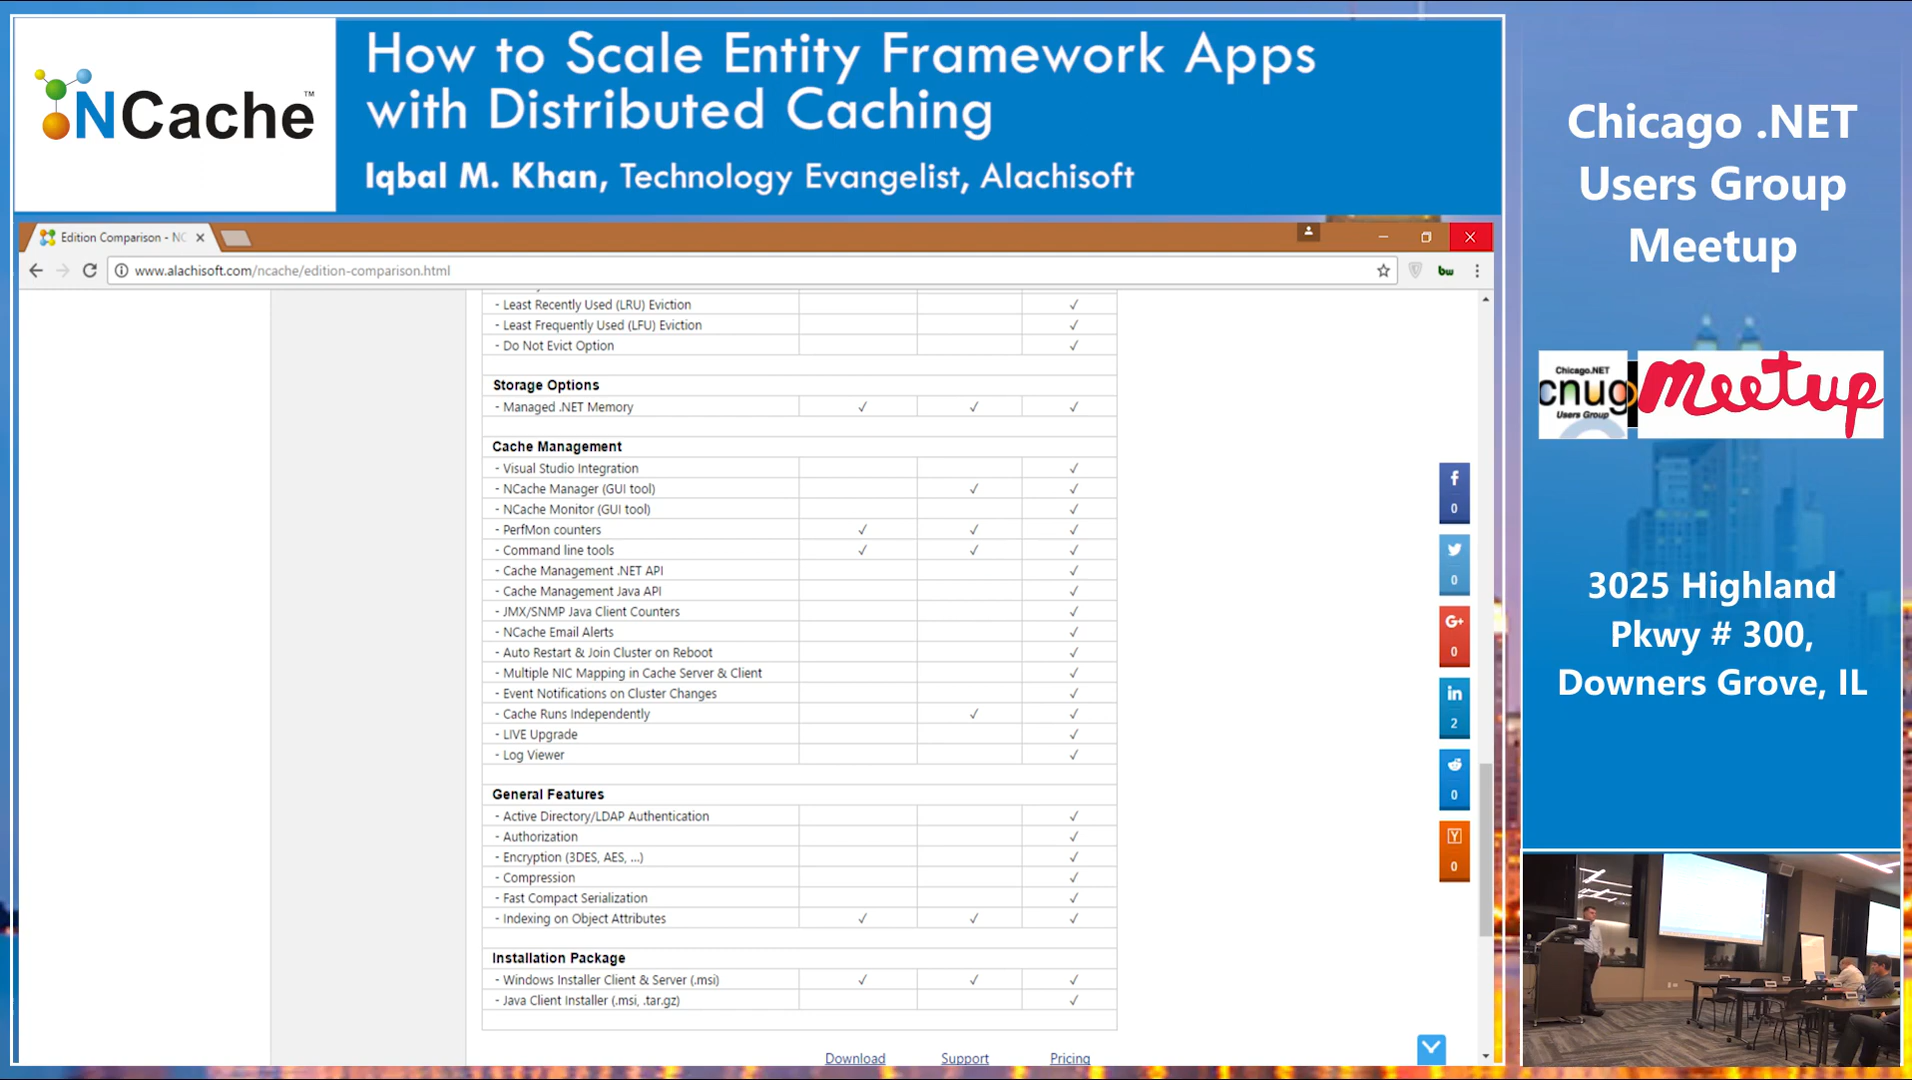 NCache™
How to Scale Entity Framework Apps
with Distributed Caching
Iqbal M. Khan, Technology Evangelist, Alachisoft
Chicago .NET
Users Group
Meetup
Chicago.NET
cnug
Users Group
Meetup
3025 Highland
Pkwy # 300,
Downers Grove, IL
Edition Comparison - NC
www.alachisoft.com/ncache/edition-comparison.html
bw
- Least Recently Used (LRU) Eviction ✓
- Least Frequently Used (LFU) Eviction ✓
- Do Not Evict Option ✓
Storage Options
- Managed .NET Memory ✓ ✓ ✓
Cache Management
- Visual Studio Integration ✓
- NCache Manager (GUI tool) ✓ ✓
- NCache Monitor (GUI tool) ✓
- PerfMon counters ✓ ✓ ✓
- Command line tools ✓ ✓ ✓
- Cache Management .NET API ✓
- Cache Management Java API ✓
- JMX/SNMP Java Client Counters ✓
- NCache Email Alerts ✓
- Auto Restart & Join Cluster on Reboot ✓
- Multiple NIC Mapping in Cache Server & Client ✓
- Event Notifications on Cluster Changes ✓
- Cache Runs Independently ✓ ✓
- LIVE Upgrade ✓
- Log Viewer ✓
General Features
- Active Directory/LDAP Authentication ✓
- Authorization ✓
- Encryption (3DES, AES, ...) ✓
- Compression ✓
- Fast Compact Serialization ✓
- Indexing on Object Attributes ✓ ✓ ✓
Installation Package
- Windows Installer Client & Server (.msi) ✓ ✓ ✓
- Java Client Installer (.msi, .tar.gz) ✓
Download Support Pricing
f
0
0
G+
0
in
2
0
Y
0